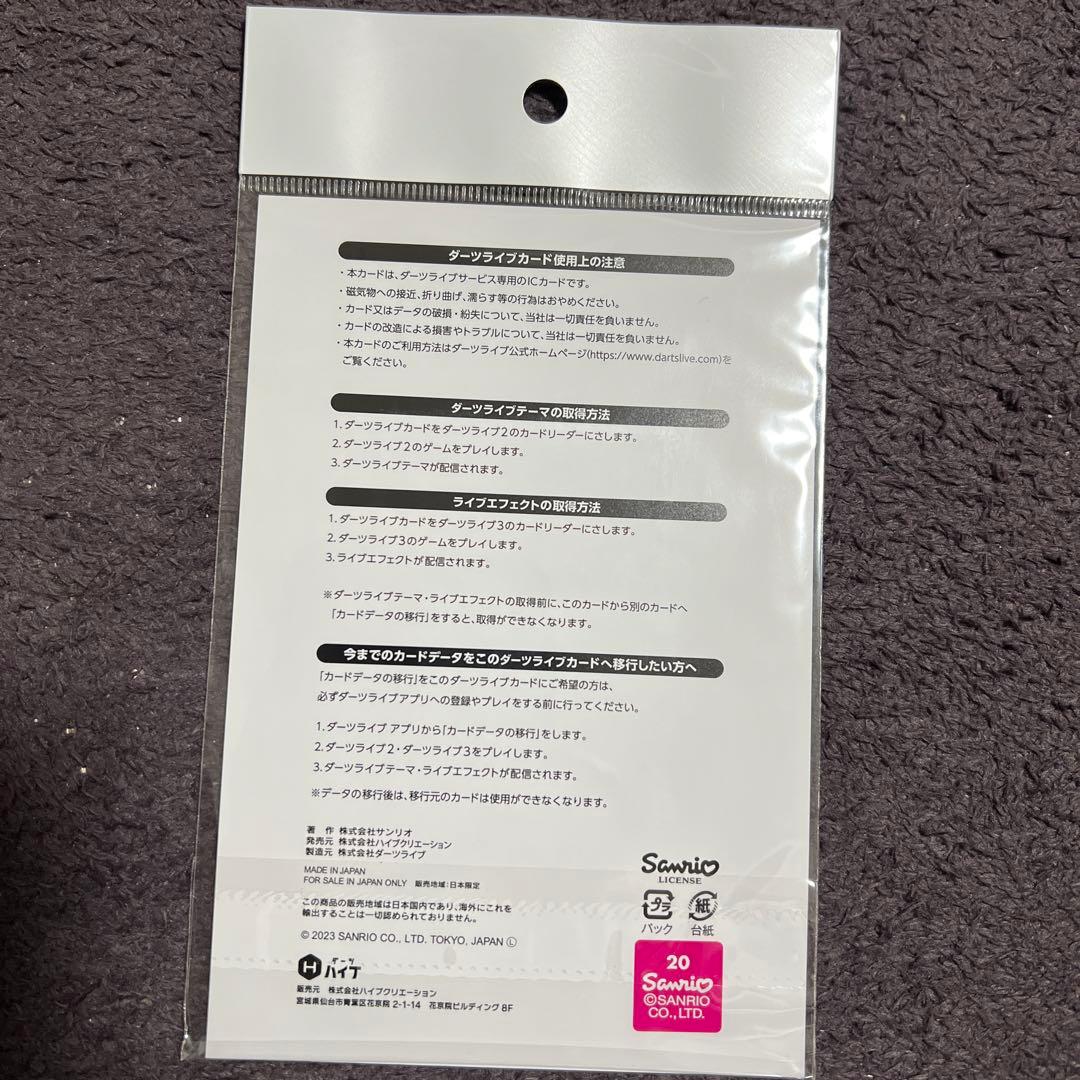 ダーツライブカード使用上の注意
・本カードは、ダーツライブサービス専用のICカードです。
・磁気物への接近、折り曲げ、濡らす等の行為はおやめください。
・カード又はデータの破損・紛失について、当社は一切責任を負いません。
・カードの改造による損害やトラブルについて、当社は一切責任を負いません。
・本カードのご利用方法はダーツライブ公式ホームページ(https://www.dartslive.com)を
ご覧ください。
ダーツライブテーマの取得方法
1. ダーツライブカードをダーツライブ2のカードリーダーにさします。
2. ダーツライブ2のゲームをプレイします。
3. ダーツライブテーマが配信されます。
ライブエフェクトの取得方法
1. ダーツライブカードをダーツライブ3のカードリーダーにさします。
2. ダーツライブ3のゲームをプレイします。
3. ライブエフェクトが配信されます。
※ダーツライブテーマ・ライブエフェクトの取得前に、このカードから別のカードへ
「カードデータの移行」をすると、取得ができなくなります。
今までのカードデータをこのダーツライブカードへ移行したい方へ
「カードデータの移行」をこのダーツライブカードにご希望の方は、
必ずダーツライブアプリへの登録やプレイをする前に行ってください。
1. ダーツライブ アプリから「カードデータの移行」をします。
2. ダーツライブ2・ダーツライブ3をプレイします。
3. ダーツライブテーマ・ライブエフェクトが配信されます。
※データの移行後は、移行元のカードは使用ができなくなります。
著 作 株式会社サンリオ
発売元 株式会社ハイブクリエーション
製造元 株式会社ダーツライブ
MADE IN JAPAN
FOR SALE IN JAPAN ONLY 販売地域:日本限定
この商品の販売地域は日本国内であり、海外にこれを
輸出することは一切認められておりません。
© 2023 SANRIO CO., LTD. TOKYO, JAPAN Ⓛ
H ダーツ
ハイブ
販売元 株式会社ハイブクリエーション
宮城県仙台市青葉区花京院 2-1-14 花京院ビルディング 8F
Sanrio
LICENSE
プラ 紙
パック 台紙
20
Sanrio
©SANRIO
CO.,LTD.